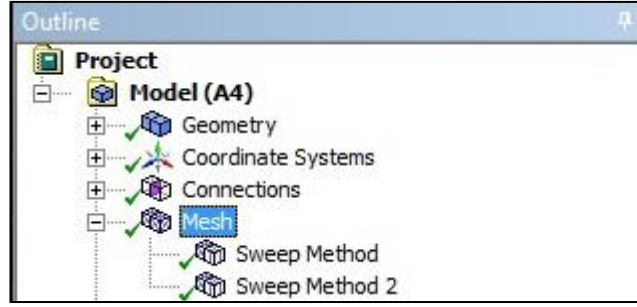 Outline
Project
Model (A4)
Geometry
Coordinate Systems
Connections
Mesh
Sweep Method
Sweep Method 2